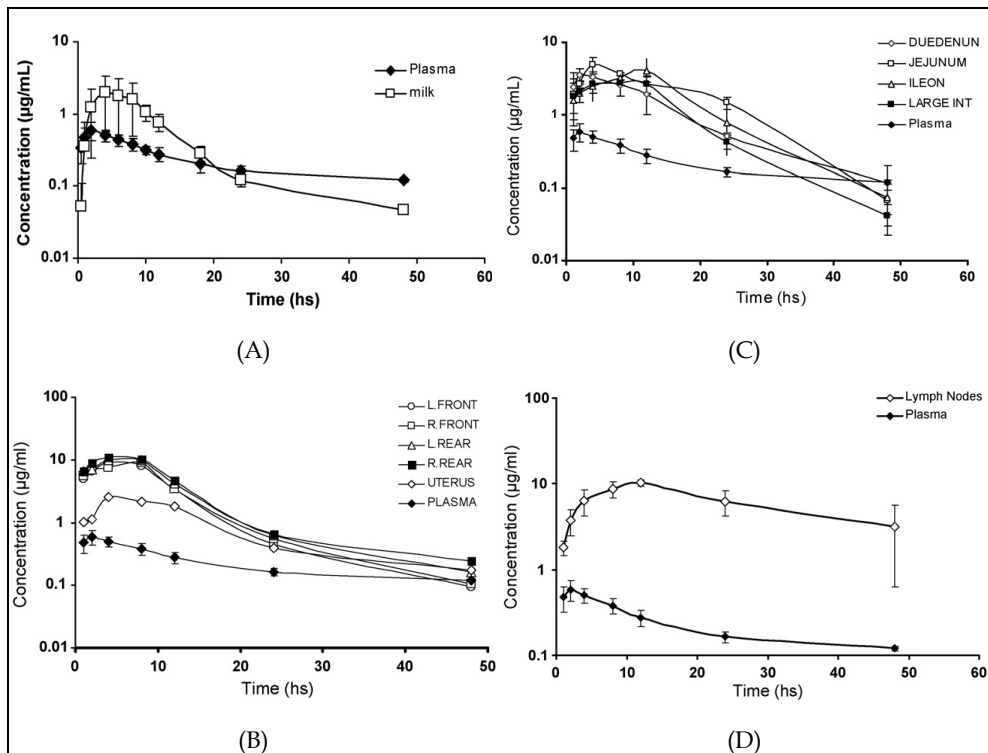 10
1
0.1
0.01
Concentration (µg/mL)
Plasma
milk
0 10 20 30 40 50 60
Time (hs)
(A)
10
1
0.1
0.01
Concentration (µg/mL)
DUEDENUN
JEJUNUM
ILEON
LARGE INT
Plasma
0 10 20 30 40 50 60
Time (hs)
(C)
100
10
1
0.1
0.01
Concentration (µg/ml)
L.FRONT
R.FRONT
L.REAR
R.REAR
UTERUS
PLASMA
0 10 20 30 40 50
Time (hs)
(B)
100
10
1
0.1
Concentration (µg/ml)
Lymph Nodes
Plasma
0 10 20 30 40 50 60
Time (hs)
(D)